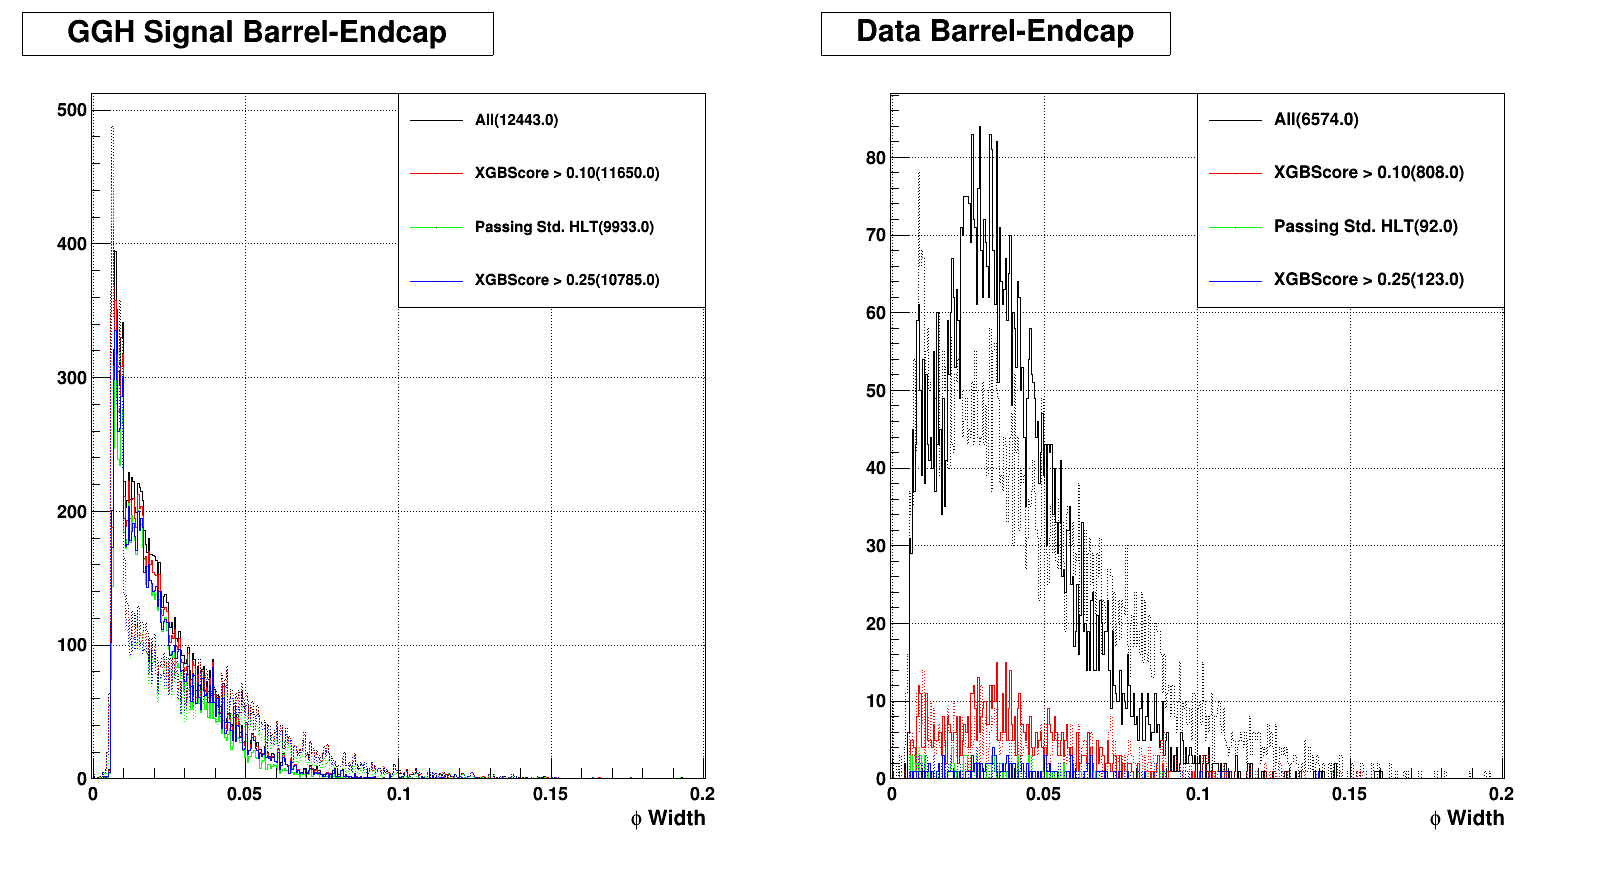 GGH Signal Barrel-Endcap
500
400
300
200
100
0
0
0.05
0.1
0.15
0.2
ϕ Width
All(12443.0)
XGBScore > 0.10(11650.0)
Passing Std. HLT(9933.0)
XGBScore > 0.25(10785.0)
Data Barrel-Endcap
80
70
60
50
40
30
20
10
0
0
0.05
0.1
0.15
0.2
ϕ Width
All(6574.0)
XGBScore > 0.10(808.0)
Passing Std. HLT(92.0)
XGBScore > 0.25(123.0)